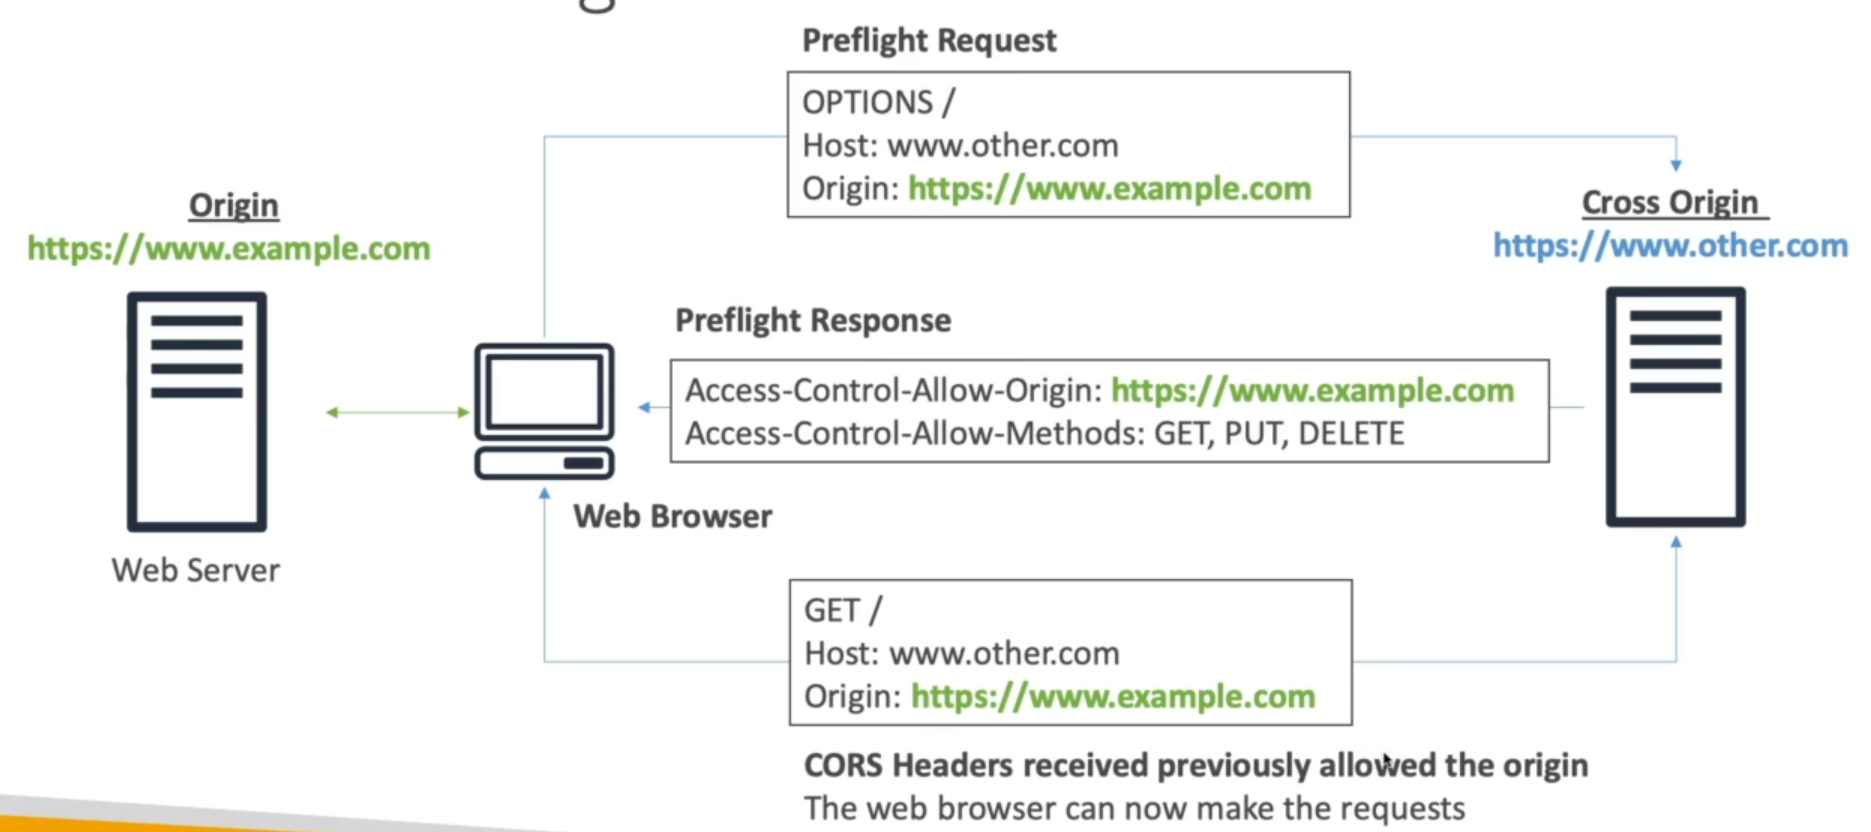 Preflight Request
OPTIONS /
Host: www.other.com
Origin: https://www.example.com
Origin
https://www.example.com
Cross Origin
https://www.other.com
Preflight Response
Access-Control-Allow-Origin: https://www.example.com
Access-Control-Allow-Methods: GET, PUT, DELETE
Web Browser
Web Server
GET /
Host: www.other.com
Origin: https://www.example.com
CORS Headers received previously allowed the origin
The web browser can now make the requests